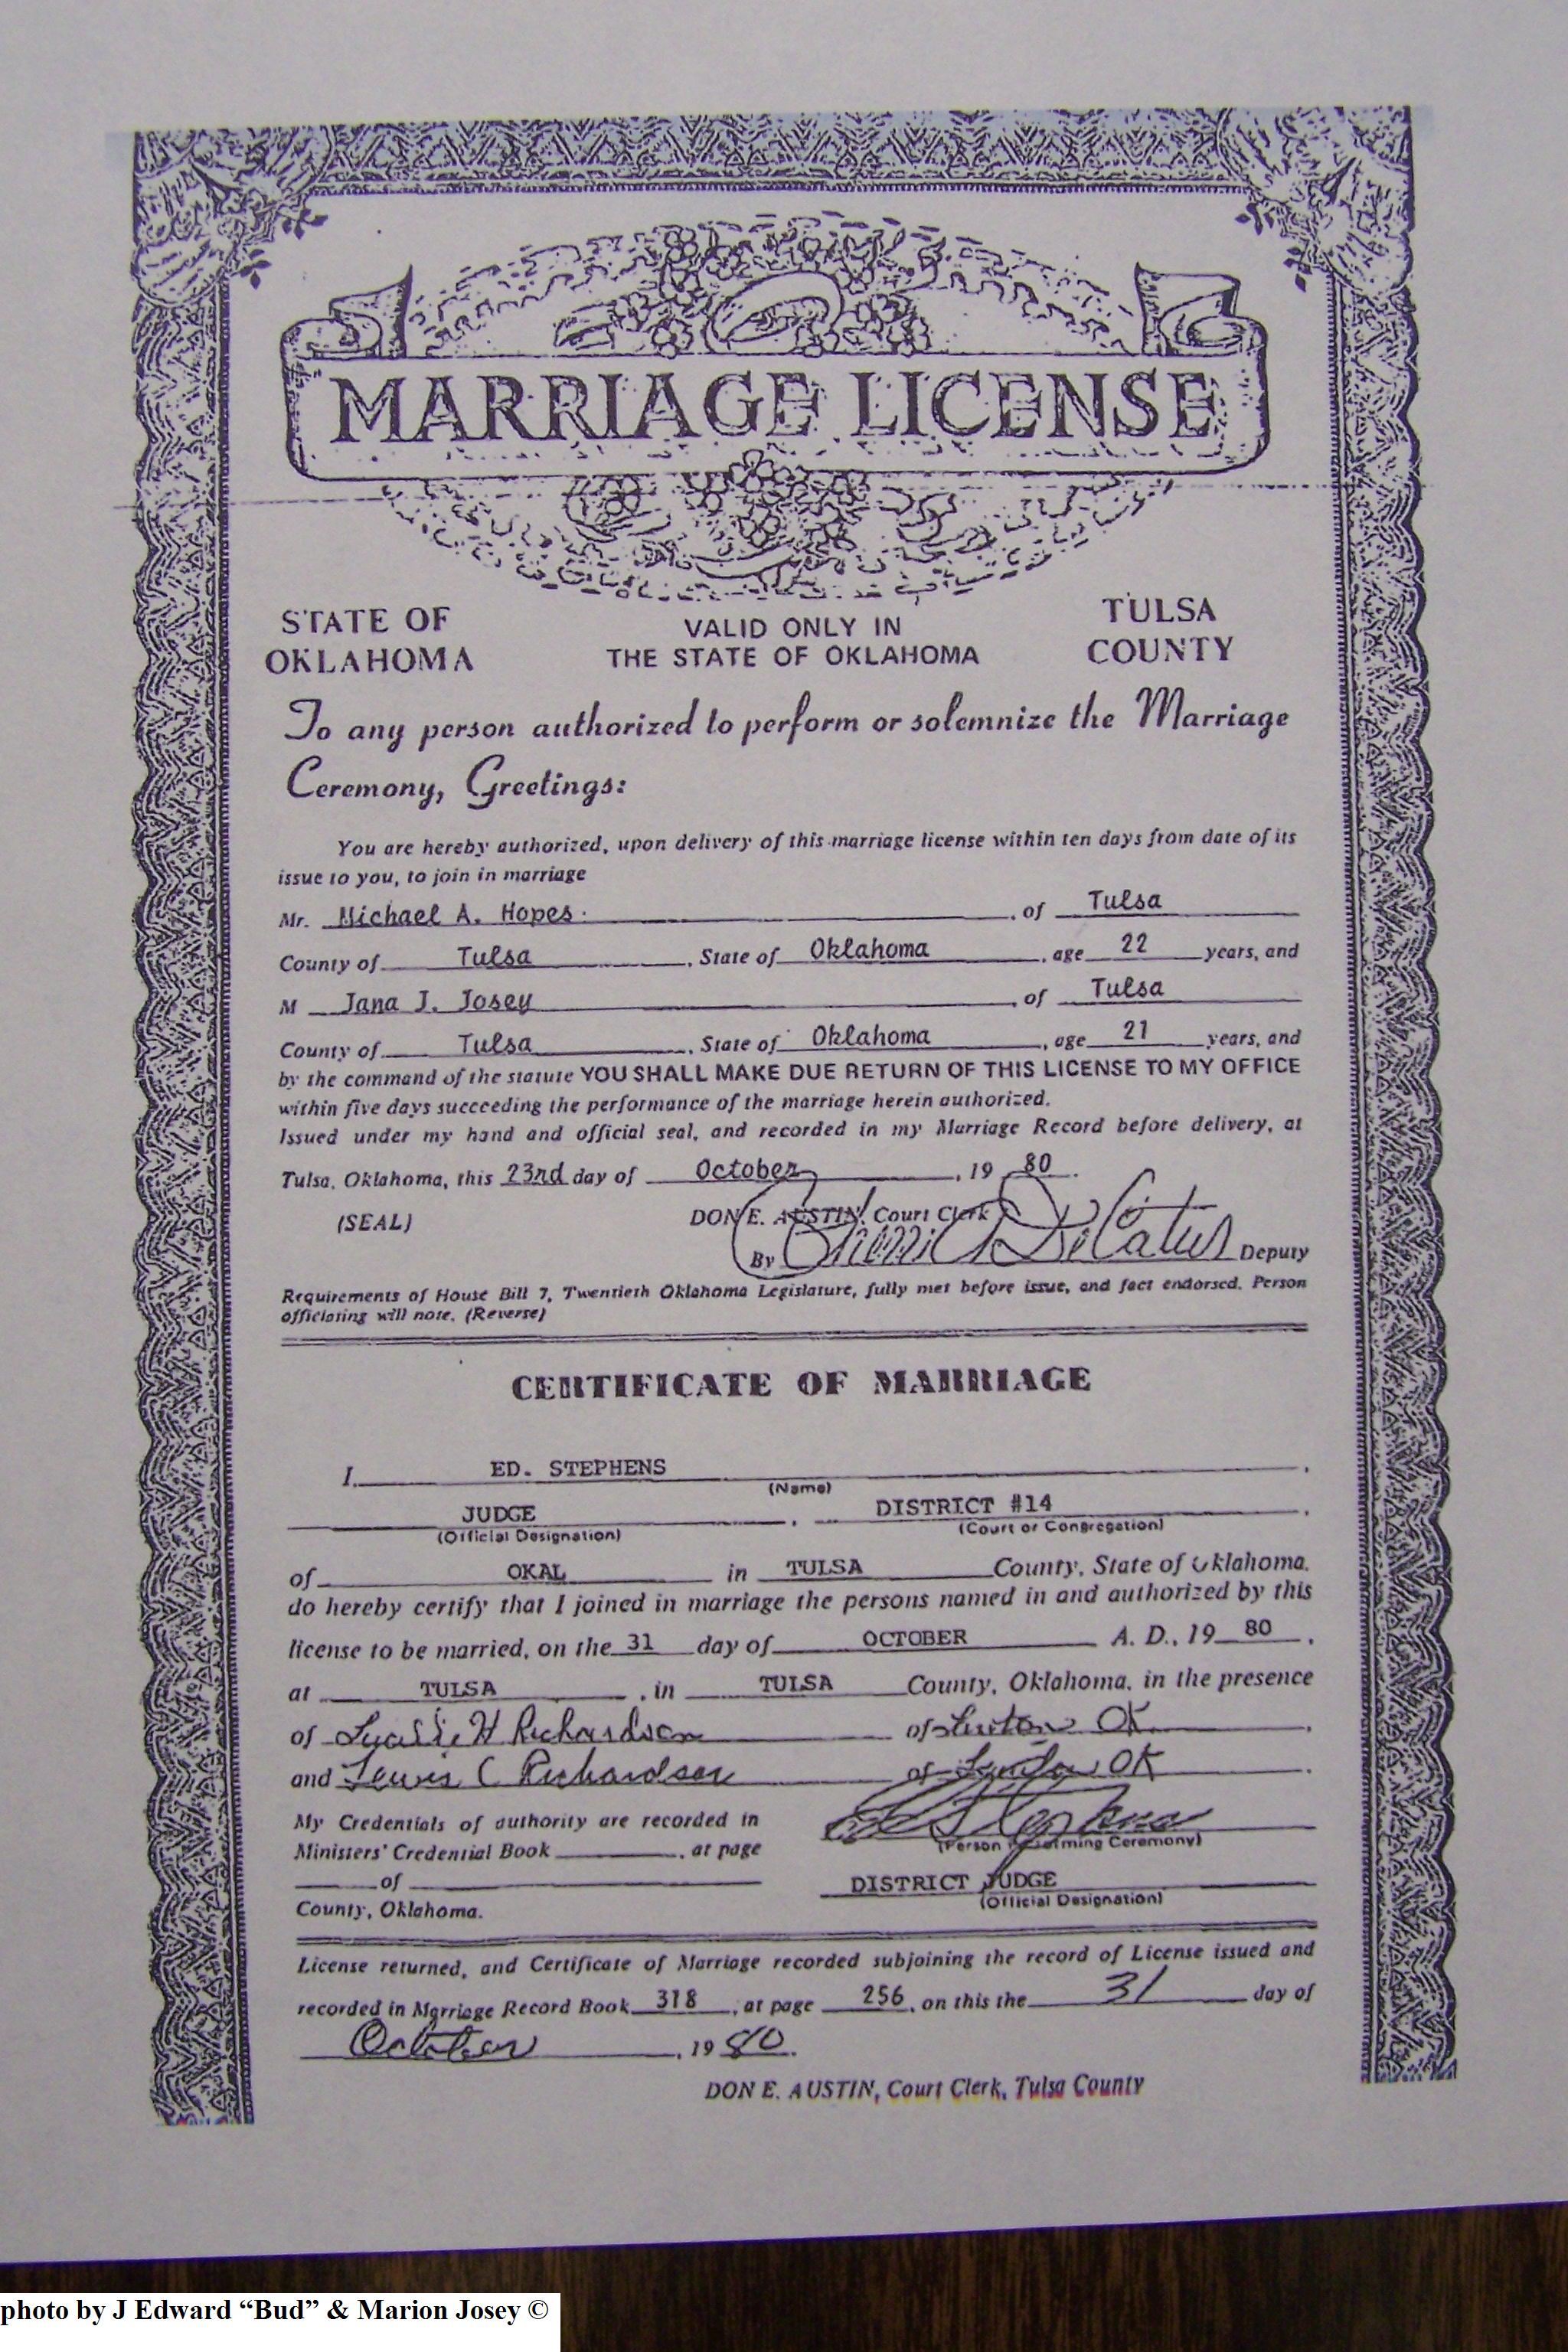 MARRIAGE LICENSE
STATE OF OKLAHOMA
VALID ONLY IN THE STATE OF OKLAHOMA
TULSA COUNTY
To any person authorized to perform or solemnize the Marriage
Ceremony, Greetings:
You are hereby authorized, upon delivery of this marriage license within ten days from date of its
issue to you, to join in marriage
Mr. Michael A. Hopes, of Tulsa
County of Tulsa, State of Oklahoma, age 22 years, and
M Jana J. Josey, of Tulsa
County of Tulsa, State of Oklahoma, age 21 years, and
by the command of the statute YOU SHALL MAKE DUE RETURN OF THIS LICENSE TO MY OFFICE
within five days succeeding the performance of the marriage herein authorized.
Issued under my hand and official seal, and recorded in my Marriage Record before delivery, at
Tulsa, Oklahoma, this 23rd day of October, 19 80.
(SEAL) DON E. AUSTIN, Court Clerk
By Deputy
Requirements of House Bill 7, Twentieth Oklahoma Legislature, fully met before issue, and fact endorsed. Person
officiating will note. (Reverse)
CERTIFICATE OF MARRIAGE
I, ED. STEPHENS,
(Name)
JUDGE, DISTRICT #14,
(Official Designation) (Court or Congregation)
of OKAL in TULSA County, State of Oklahoma,
do hereby certify that I joined in marriage the persons named in and authorized by this
license to be married, on the 31 day of OCTOBER A. D., 19 80,
at TULSA, in TULSA County, Oklahoma, in the presence
of H Richardson of OK,
and Lewis C Richardson of OK.
My Credentials of authority are recorded in
Ministers' Credential Book , at page
of
County, Oklahoma.
(Person Performing Ceremony)
DISTRICT JUDGE
(Official Designation)
License returned, and Certificate of Marriage recorded subjoining the record of License issued and
recorded in Marriage Record Book 318, at page 256, on this the 31 day of
October, 19 80.
DON E. AUSTIN, Court Clerk, Tulsa County
photo by J Edward “Bud” & Marion Josey ©